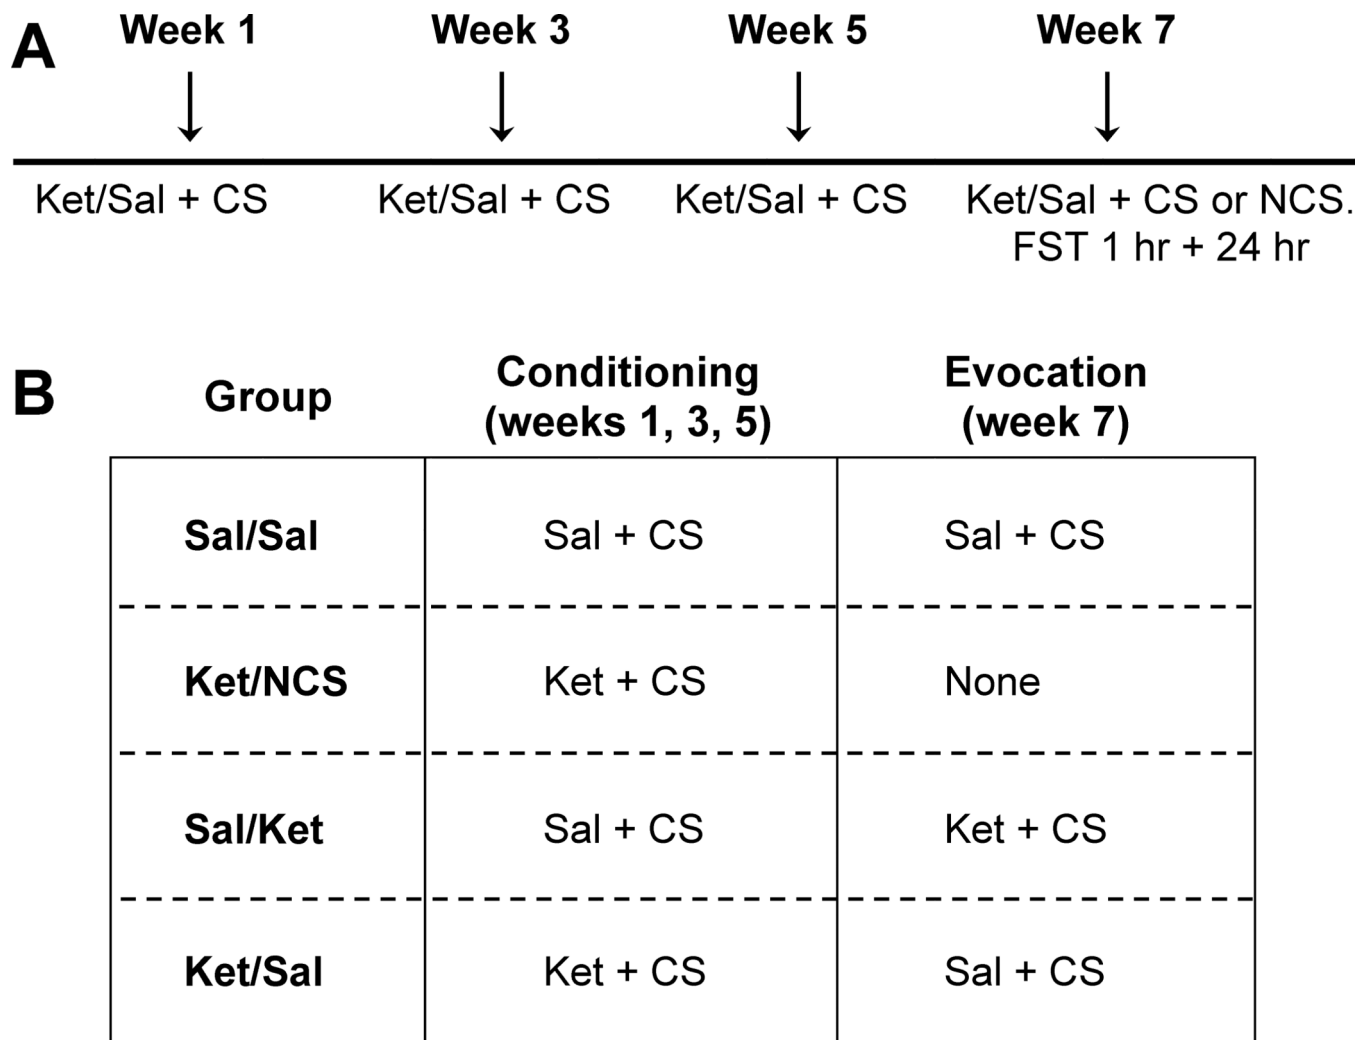 A
Week 1 Week 3 Week 5 Week 7
Ket/Sal + CS Ket/Sal + CS Ket/Sal + CS Ket/Sal + CS or NCS.
FST 1 hr + 24 hr
B
Group Conditioning (weeks 1, 3, 5) Evocation (week 7)
Sal/Sal Sal + CS Sal + CS
Ket/NCS Ket + CS None
Sal/Ket Sal + CS Ket + CS
Ket/Sal Ket + CS Sal + CS